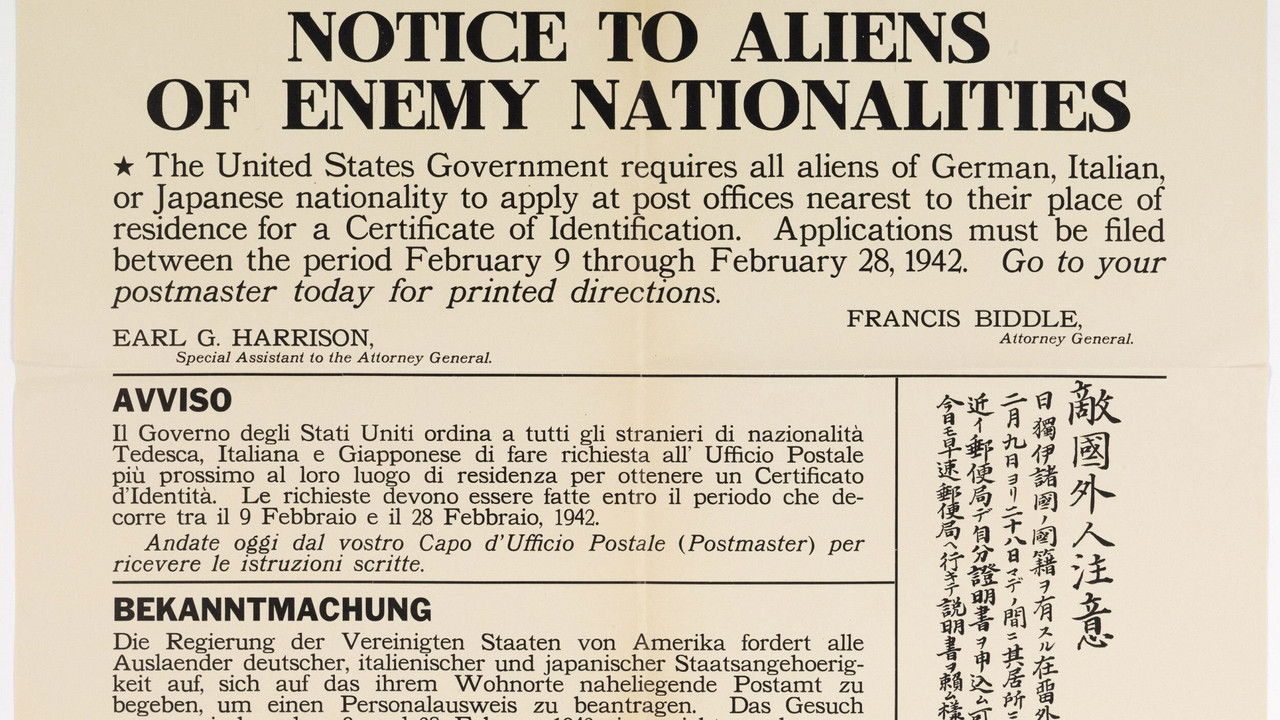 NOTICE TO ALIENS
OF ENEMY NATIONALITIES
★ The United States Government requires all aliens of German, Italian,
or Japanese nationality to apply at post offices nearest to their place of
residence for a Certificate of Identification. Applications must be filed
between the period February 9 through February 28, 1942. Go to your
postmaster today for printed directions.
FRANCIS BIDDLE,
Attorney General.
EARL G. HARRISON,
Special Assistant to the Attorney General.
AVVISO
Il Governo degli Stati Uniti ordina a tutti gli stranieri di nazionalità
Tedesca, Italiana e Giapponese di fare richiesta all' Ufficio Postale
più prossimo al loro luogo di residenza per ottenere un Certificato
d'Identità. Le richieste devono essere fatte entro il periodo che de-
corre tra il 9 Febbraio e il 28 Febbraio, 1942.
Andate oggi dal vostro Capo d'Ufficio Postale (Postmaster) per
ricevere le istruzioni scritte.
BEKANNTMACHUNG
Die Regierung der Vereinigten Staaten von Amerika fordert alle
Auslaender deutscher, italienischer und japanischer Staatsangehoerig-
keit auf, sich auf das ihrem Wohnorte naheliegende Postamt zu
begeben, um einen Personalausweis zu beantragen. Das Gesuch
敵國外人注意
日獨伊諸國ノ國籍ヲ有スル在留外
二月九日ヨリ二十八日マデノ間ニ其居所ニ
近イ郵便局デ自分證明書ヲ申込ム可
今日モ早速郵便局ヘ行キテ説明書ヲ賴ム樣